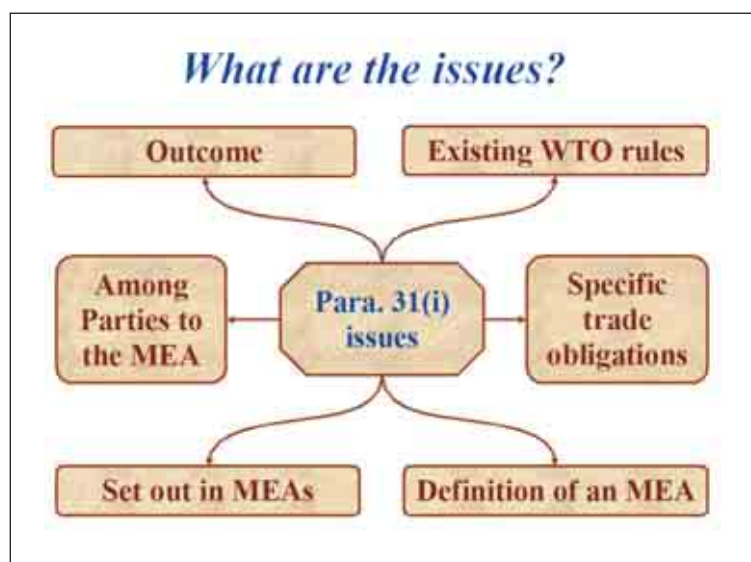 What are the issues?
Outcome
Existing WTO rules
Among
Parties to
the MEA
Para. 31(i)
issues
Specific
trade
obligations
Set out in MEAs
Definition of an MEA